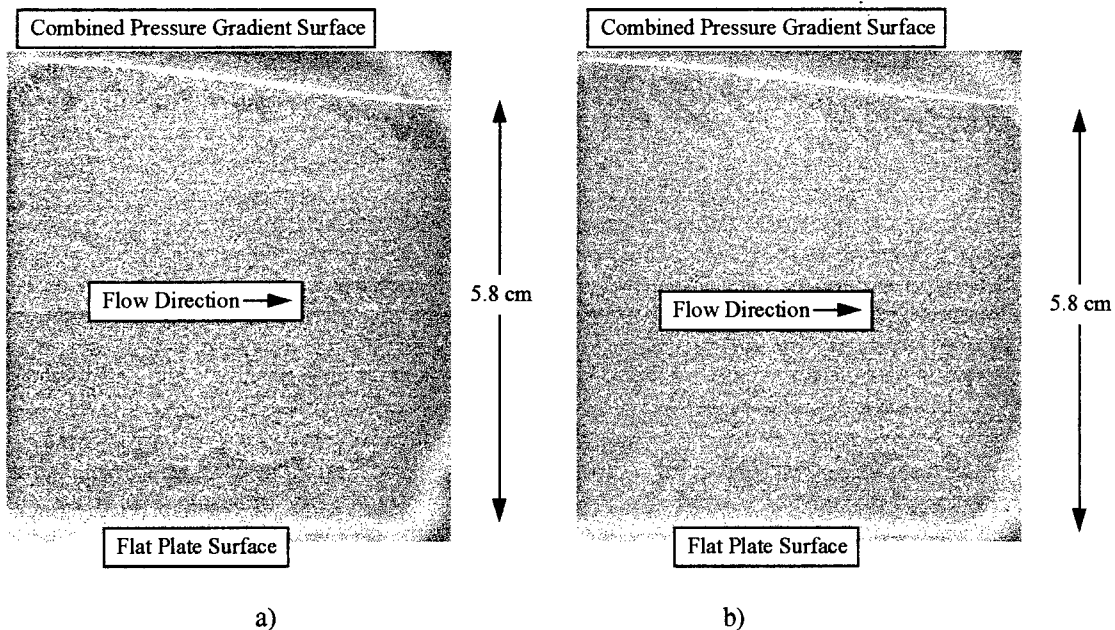 Combined Pressure Gradient Surface
Flow Direction
5.8 cm
Flat Plate Surface
a)
Combined Pressure Gradient Surface
Flow Direction
5.8 cm
Flat Plate Surface
b)